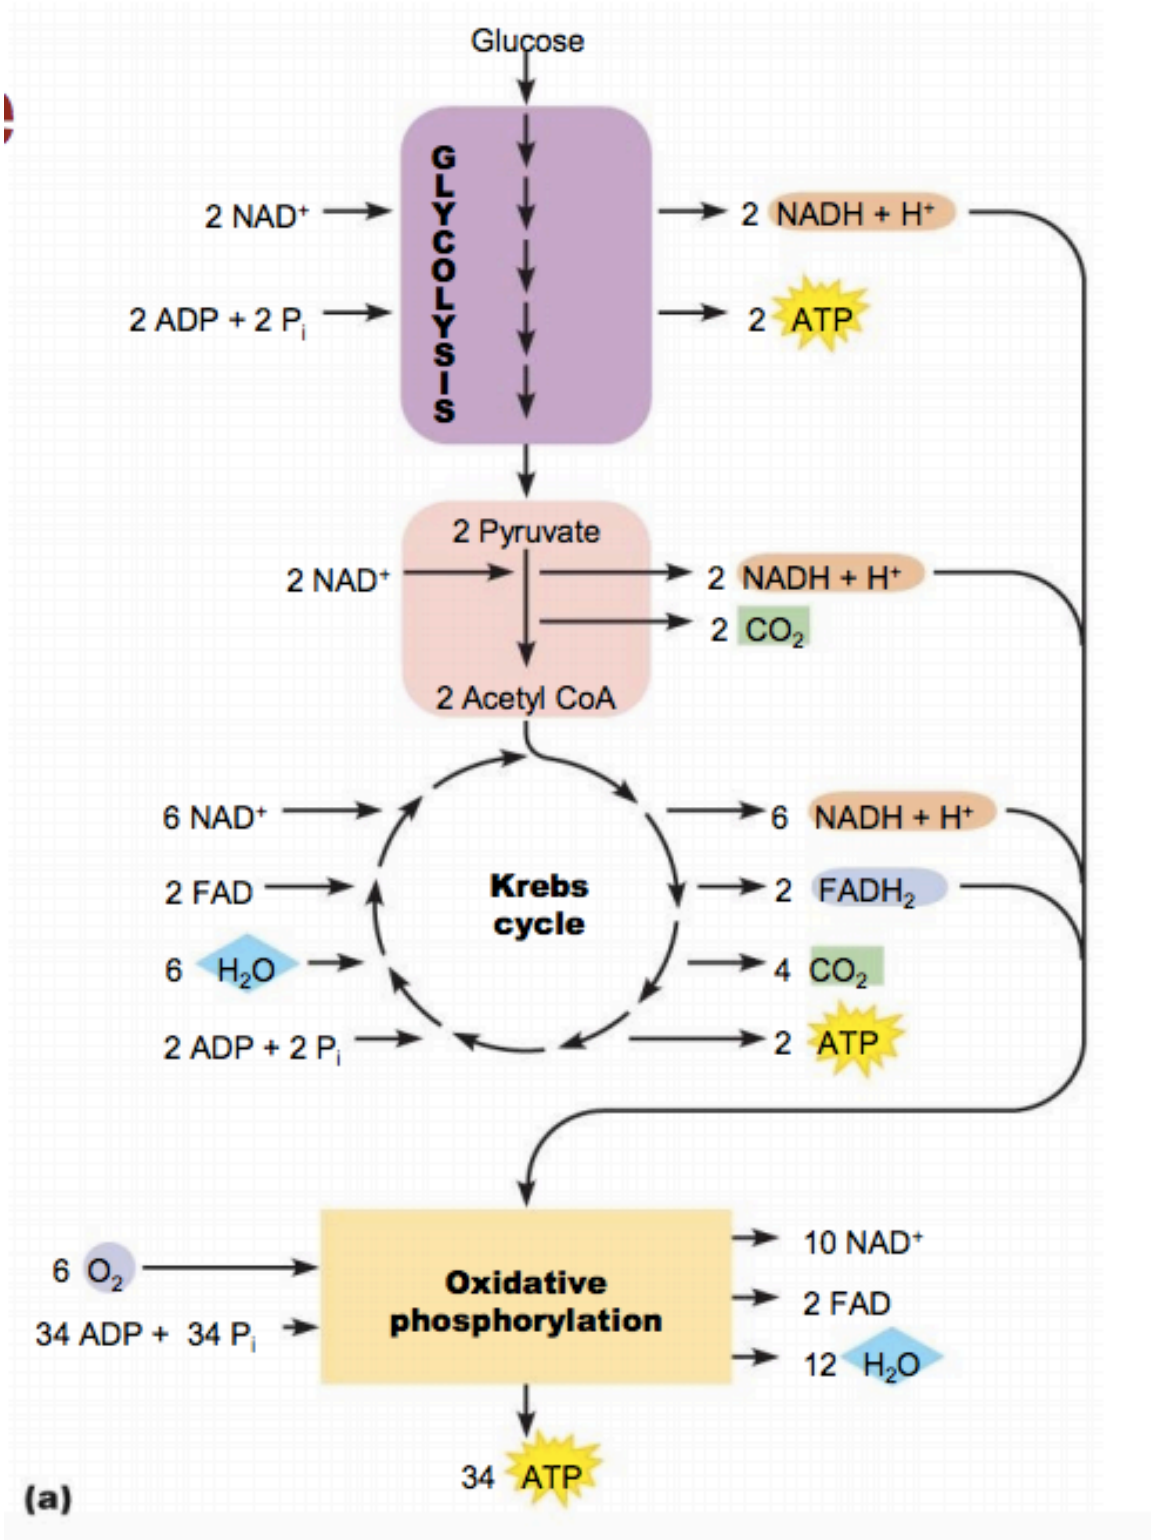 Glucose
GLYCOLYSIS
2 NAD⁺
2 NADH + H⁺
2 ADP + 2 Pᵢ
2 ATP
2 Pyruvate
2 NAD⁺
2 NADH + H⁺
2 CO₂
2 Acetyl CoA
6 NAD⁺
6 NADH + H⁺
2 FAD
Krebs
cycle
2 FADH₂
6 H₂O
4 CO₂
2 ADP + 2 Pᵢ
2 ATP
6 O₂
34 ADP + 34 Pᵢ
Oxidative
phosphorylation
10 NAD⁺
2 FAD
12 H₂O
34 ATP
(a)